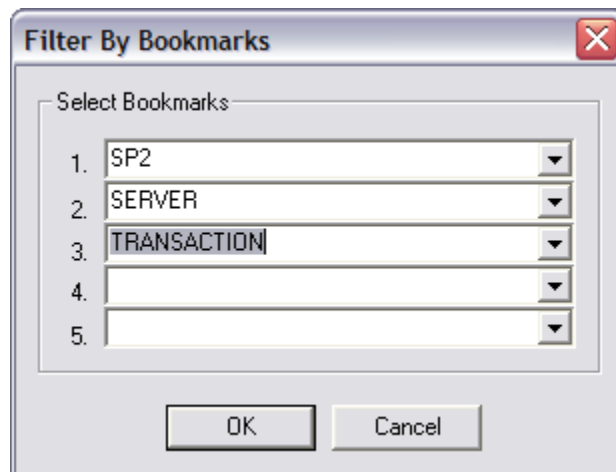 Filter By Bookmarks
Select Bookmarks
1. SP2
2. SERVER
3. TRANSACTION
4.
5.
OK Cancel